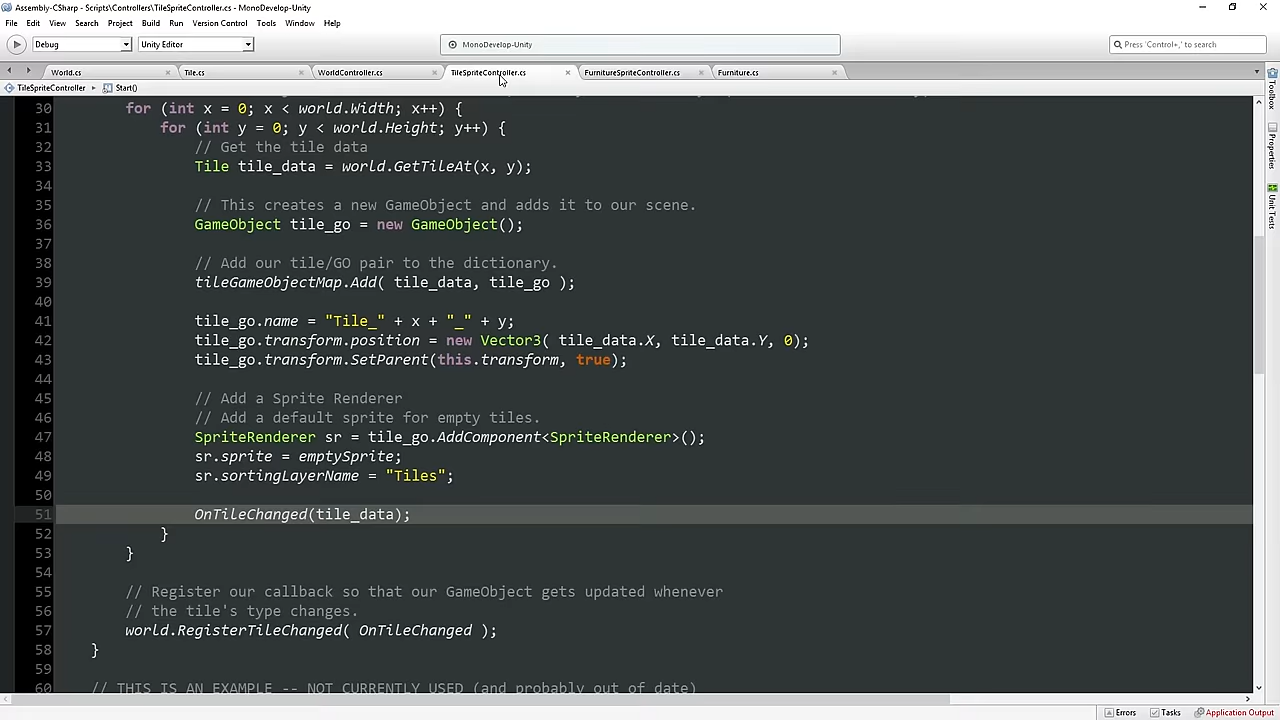 Assembly-CSharp - Scripts\Controllers\TileSpriteController.cs - MonoDevelop-Unity
File Edit View Search Project Build Run Version Control Tools Window Help
Debug Unity Editor MonoDevelop-Unity Press 'Control+,' to search
World.cs Tile.cs WorldController.cs TileSpriteController.cs FurnitureSpriteController.cs Furniture.cs
TileSpriteController Start()
30 for (int x = 0; x < world.Width; x++) {
31 for (int y = 0; y < world.Height; y++) {
32 // Get the tile data
33 Tile tile_data = world.GetTileAt(x, y);
34
35 // This creates a new GameObject and adds it to our scene.
36 GameObject tile_go = new GameObject();
37
38 // Add our tile/GO pair to the dictionary.
39 tileGameObjectMap.Add( tile_data, tile_go );
40
41 tile_go.name = "Tile_" + x + "_" + y;
42 tile_go.transform.position = new Vector3( tile_data.X, tile_data.Y, 0);
43 tile_go.transform.SetParent(this.transform, true);
44
45 // Add a Sprite Renderer
46 // Add a default sprite for empty tiles.
47 SpriteRenderer sr = tile_go.AddComponent<SpriteRenderer>();
48 sr.sprite = emptySprite;
49 sr.sortingLayerName = "Tiles";
50
51 OnTileChanged(tile_data);
52 }
53 }
54
55 // Register our callback so that our GameObject gets updated whenever
56 // the tile's type changes.
57 world.RegisterTileChanged( OnTileChanged );
58 }
59
60 // THIS IS AN EXAMPLE -- NOT CURRENTLY USED (and probably out of date)
Toolbox
Properties
Unit Tests
Errors Tasks Application Output